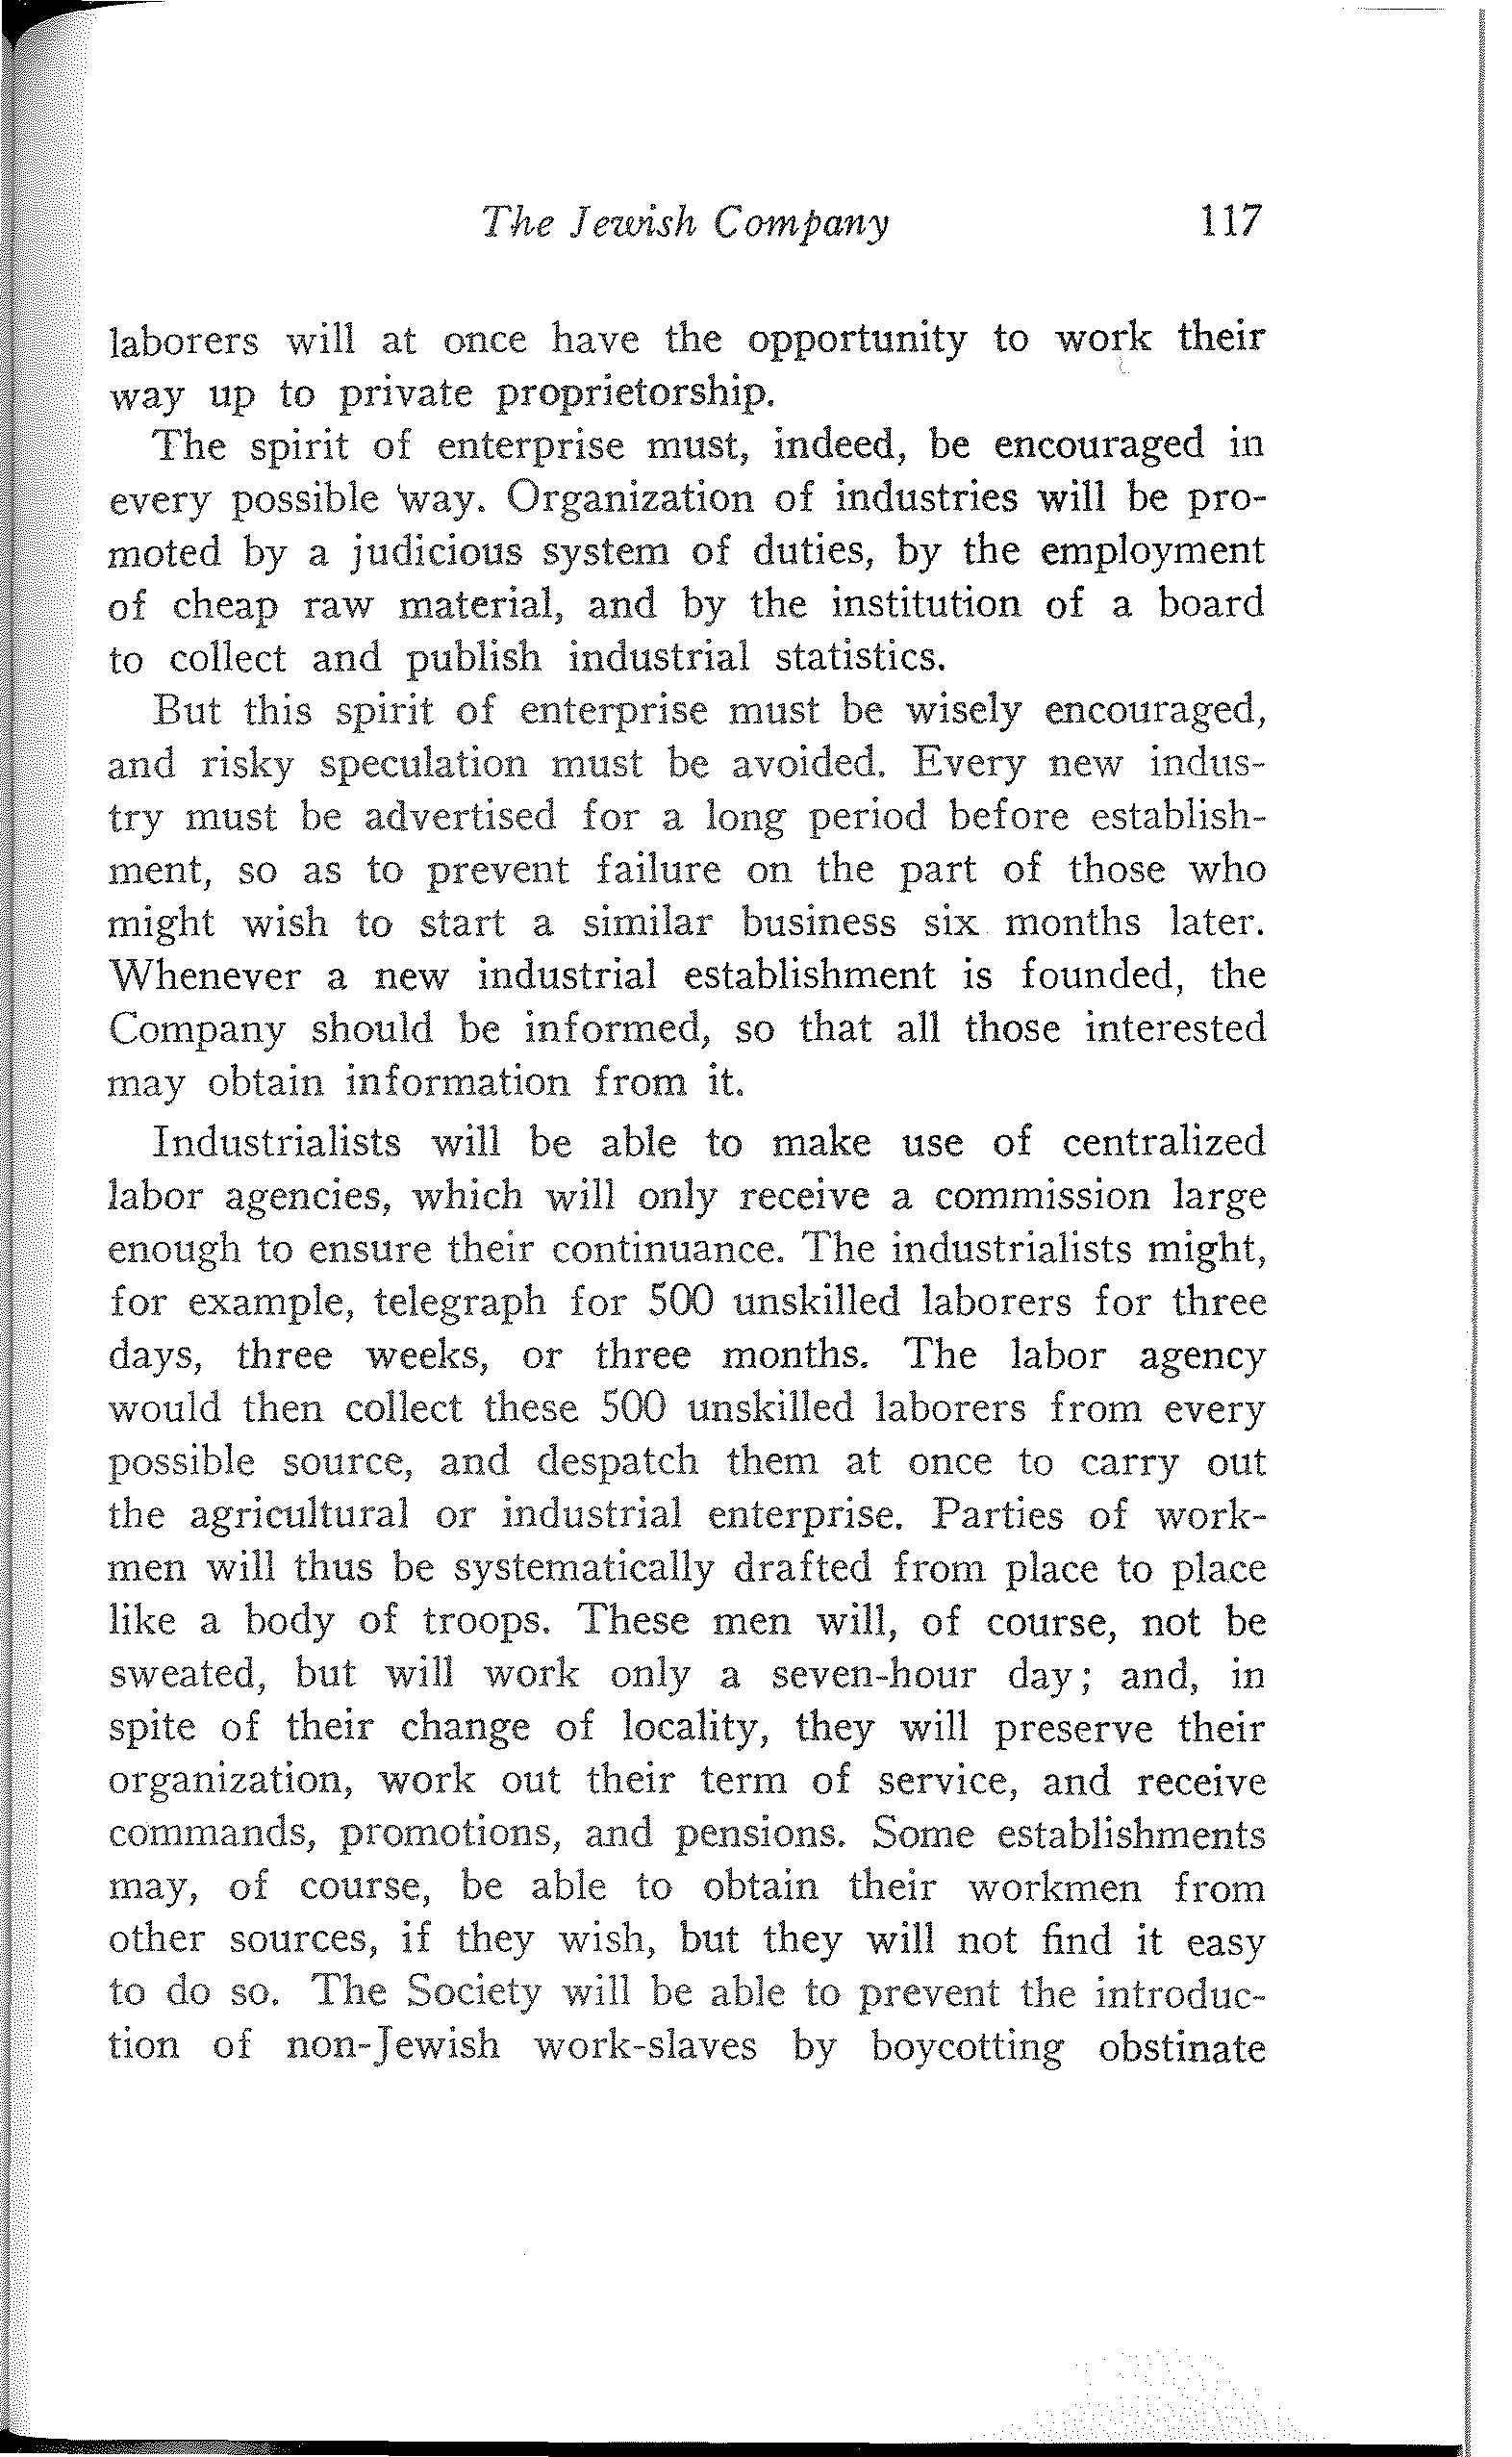 The Jewish Company 117
laborers will at once have the opportunity to work their
way up to private proprietorship.
The spirit of enterprise must, indeed, be encouraged in
every possible way. Organization of industries will be pro-
moted by a judicious system of duties, by the employment
of cheap raw material, and by the institution of a board
to collect and publish industrial statistics.
But this spirit of enterprise must be wisely encouraged,
and risky speculation must be avoided. Every new indus-
try must be advertised for a long period before establish-
ment, so as to prevent failure on the part of those who
might wish to start a similar business six months later.
Whenever a new industrial establishment is founded, the
Company should be informed, so that all those interested
may obtain information from it.
Industrialists will be able to make use of centralized
labor agencies, which will only receive a commission large
enough to ensure their continuance. The industrialists might,
for example, telegraph for 500 unskilled laborers for three
days, three weeks, or three months. The labor agency
would then collect these 500 unskilled laborers from every
possible source, and despatch them at once to carry out
the agricultural or industrial enterprise. Parties of work-
men will thus be systematically drafted from place to place
like a body of troops. These men will, of course, not be
sweated, but will work only a seven-hour day; and, in
spite of their change of locality, they will preserve their
organization, work out their term of service, and receive
commands, promotions, and pensions. Some establishments
may, of course, be able to obtain their workmen from
other sources, if they wish, but they will not find it easy
to do so. The Society will be able to prevent the introduc-
tion of non-Jewish work-slaves by boycotting obstinate